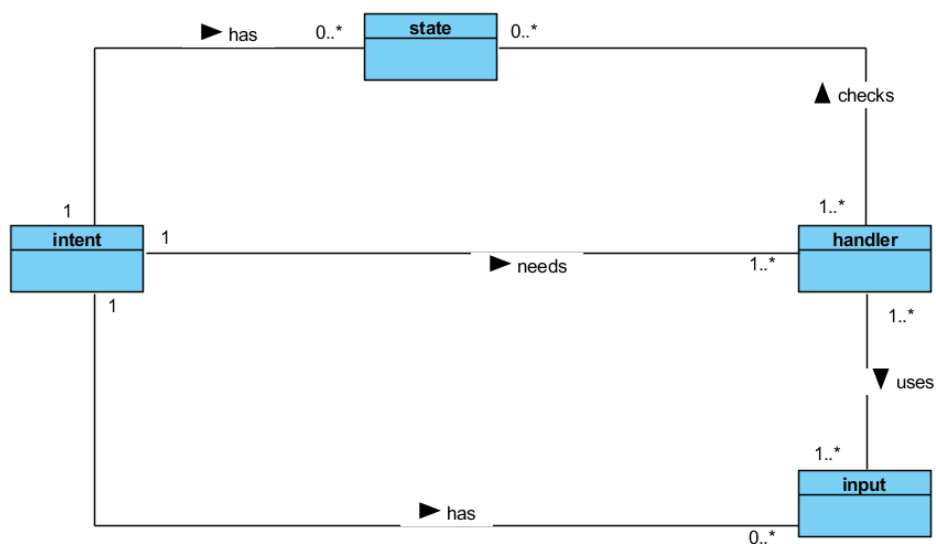 has
0..*
state
0..*
checks
1
1..*
intent
1
handler
needs
1..*
1
1..*
uses
1..*
input
has
0..*